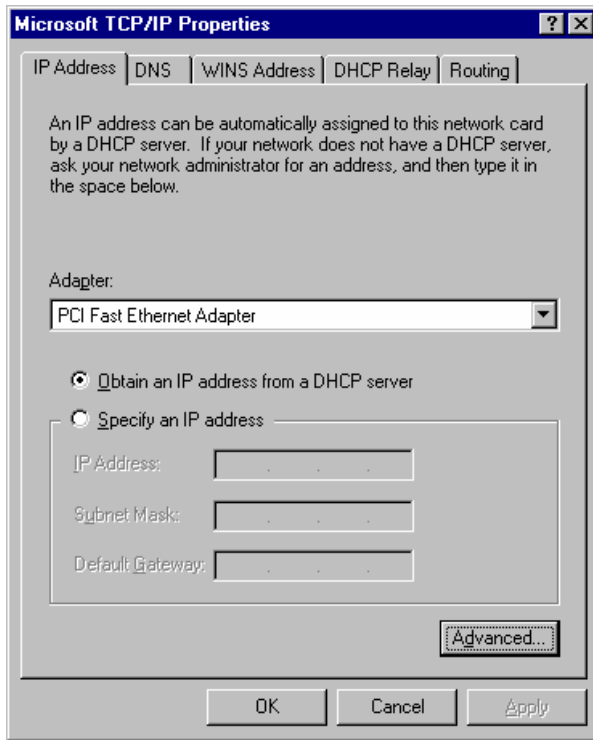 Microsoft TCP/IP Properties
IP Address DNS WINS Address DHCP Relay Routing
An IP address can be automatically assigned to this network card
by a DHCP server. If your network does not have a DHCP server,
ask your network administrator for an address, and then type it in
the space below.
Adapter:
PCI Fast Ethernet Adapter
Obtain an IP address from a DHCP server
Specify an IP address
IP Address:
Subnet Mask:
Default Gateway:
Advanced...
OK Cancel Apply